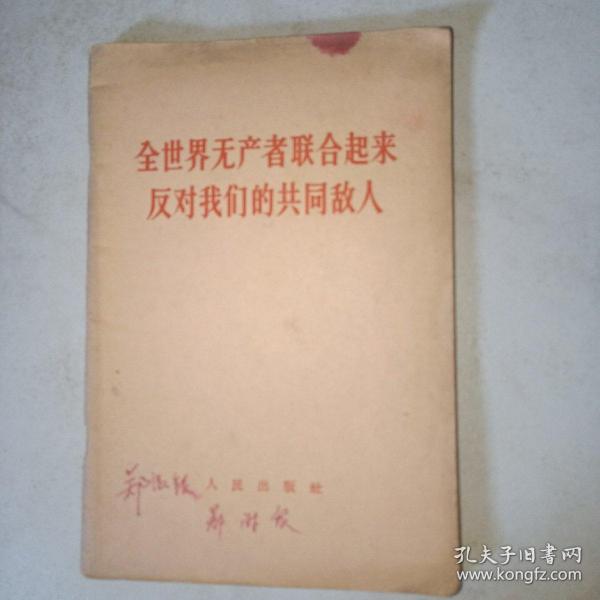 全世界无产者联合起来
反对我们的共同敌人
人民出版社
孔夫子旧书网
www.kongfz.com